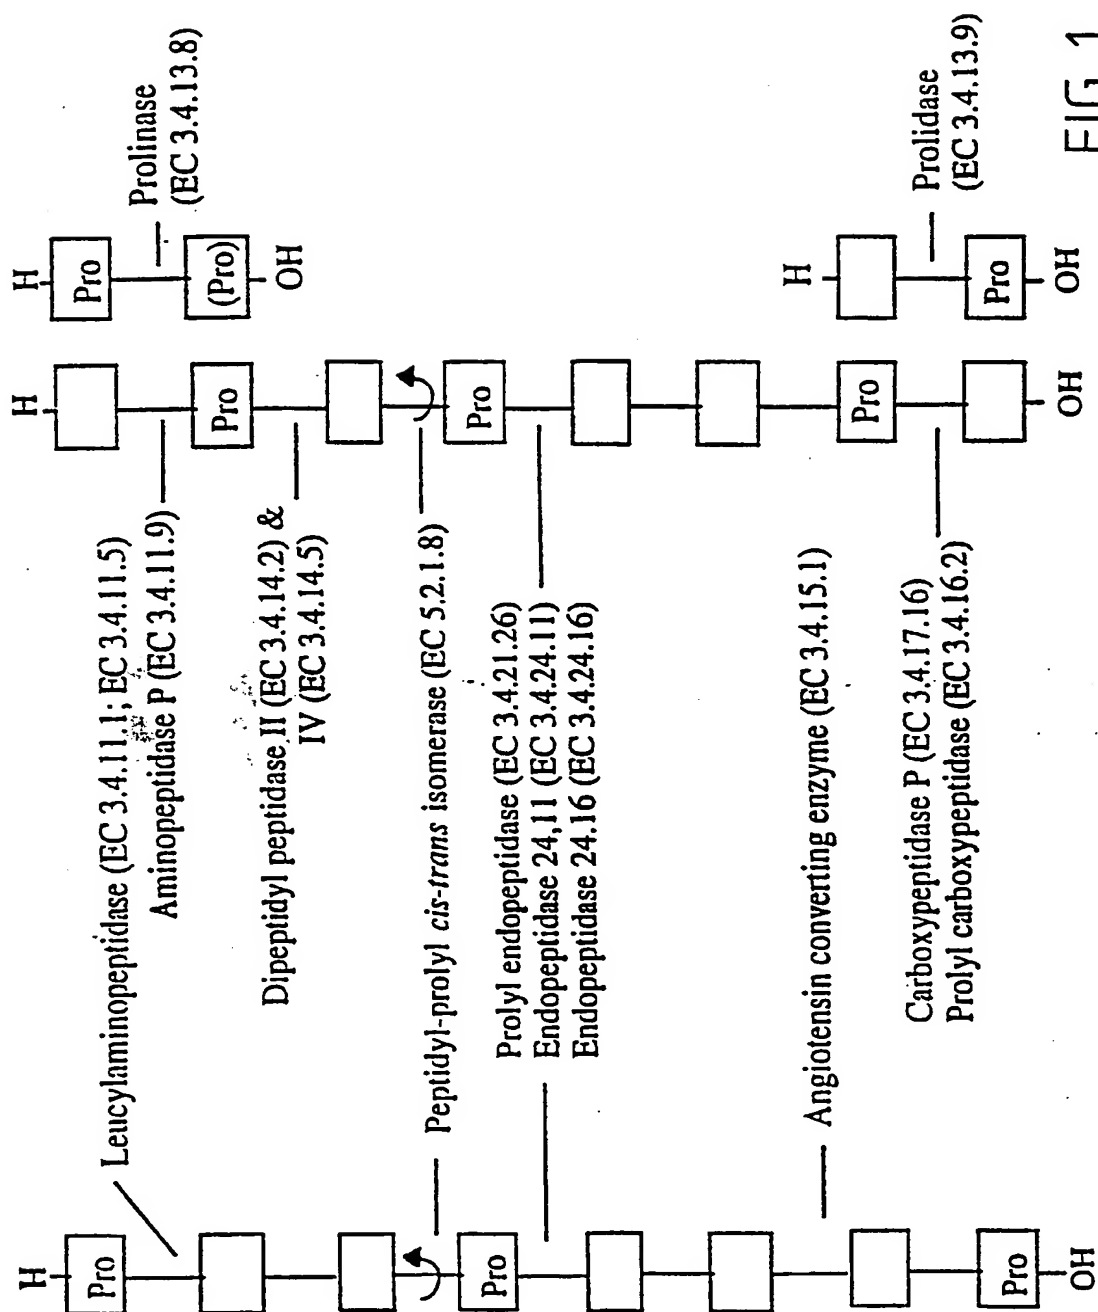 H
H
H
Pro
Leucylaminopeptidase (EC 3.4.11.1; EC 3.4.11.5)
Aminopeptidase P (EC 3.4.11.9)
Pro
Prolinase
(EC 3.4.13.8)
Pro
(Pro)
OH
Dipeptidyl peptidase II (EC 3.4.14.2) &
IV (EC 3.4.14.5)
Peptidyl-prolyl cis-trans isomerase (EC 5.2.1.8)
Pro
Pro
Prolyl endopeptidase (EC 3.4.21.26)
Endopeptidase 24,11 (EC 3.4.24.11)
Endopeptidase 24.16 (EC 3.4.24.16)
Angiotensin converting enzyme (EC 3.4.15.1)
H
Pro
Carboxypeptidase P (EC 3.4.17.16)
Prolyl carboxypeptidase (EC 3.4.16.2)
Prolidase
(EC 3.4.13.9)
Pro
Pro
OH
OH
OH
FIG. 1